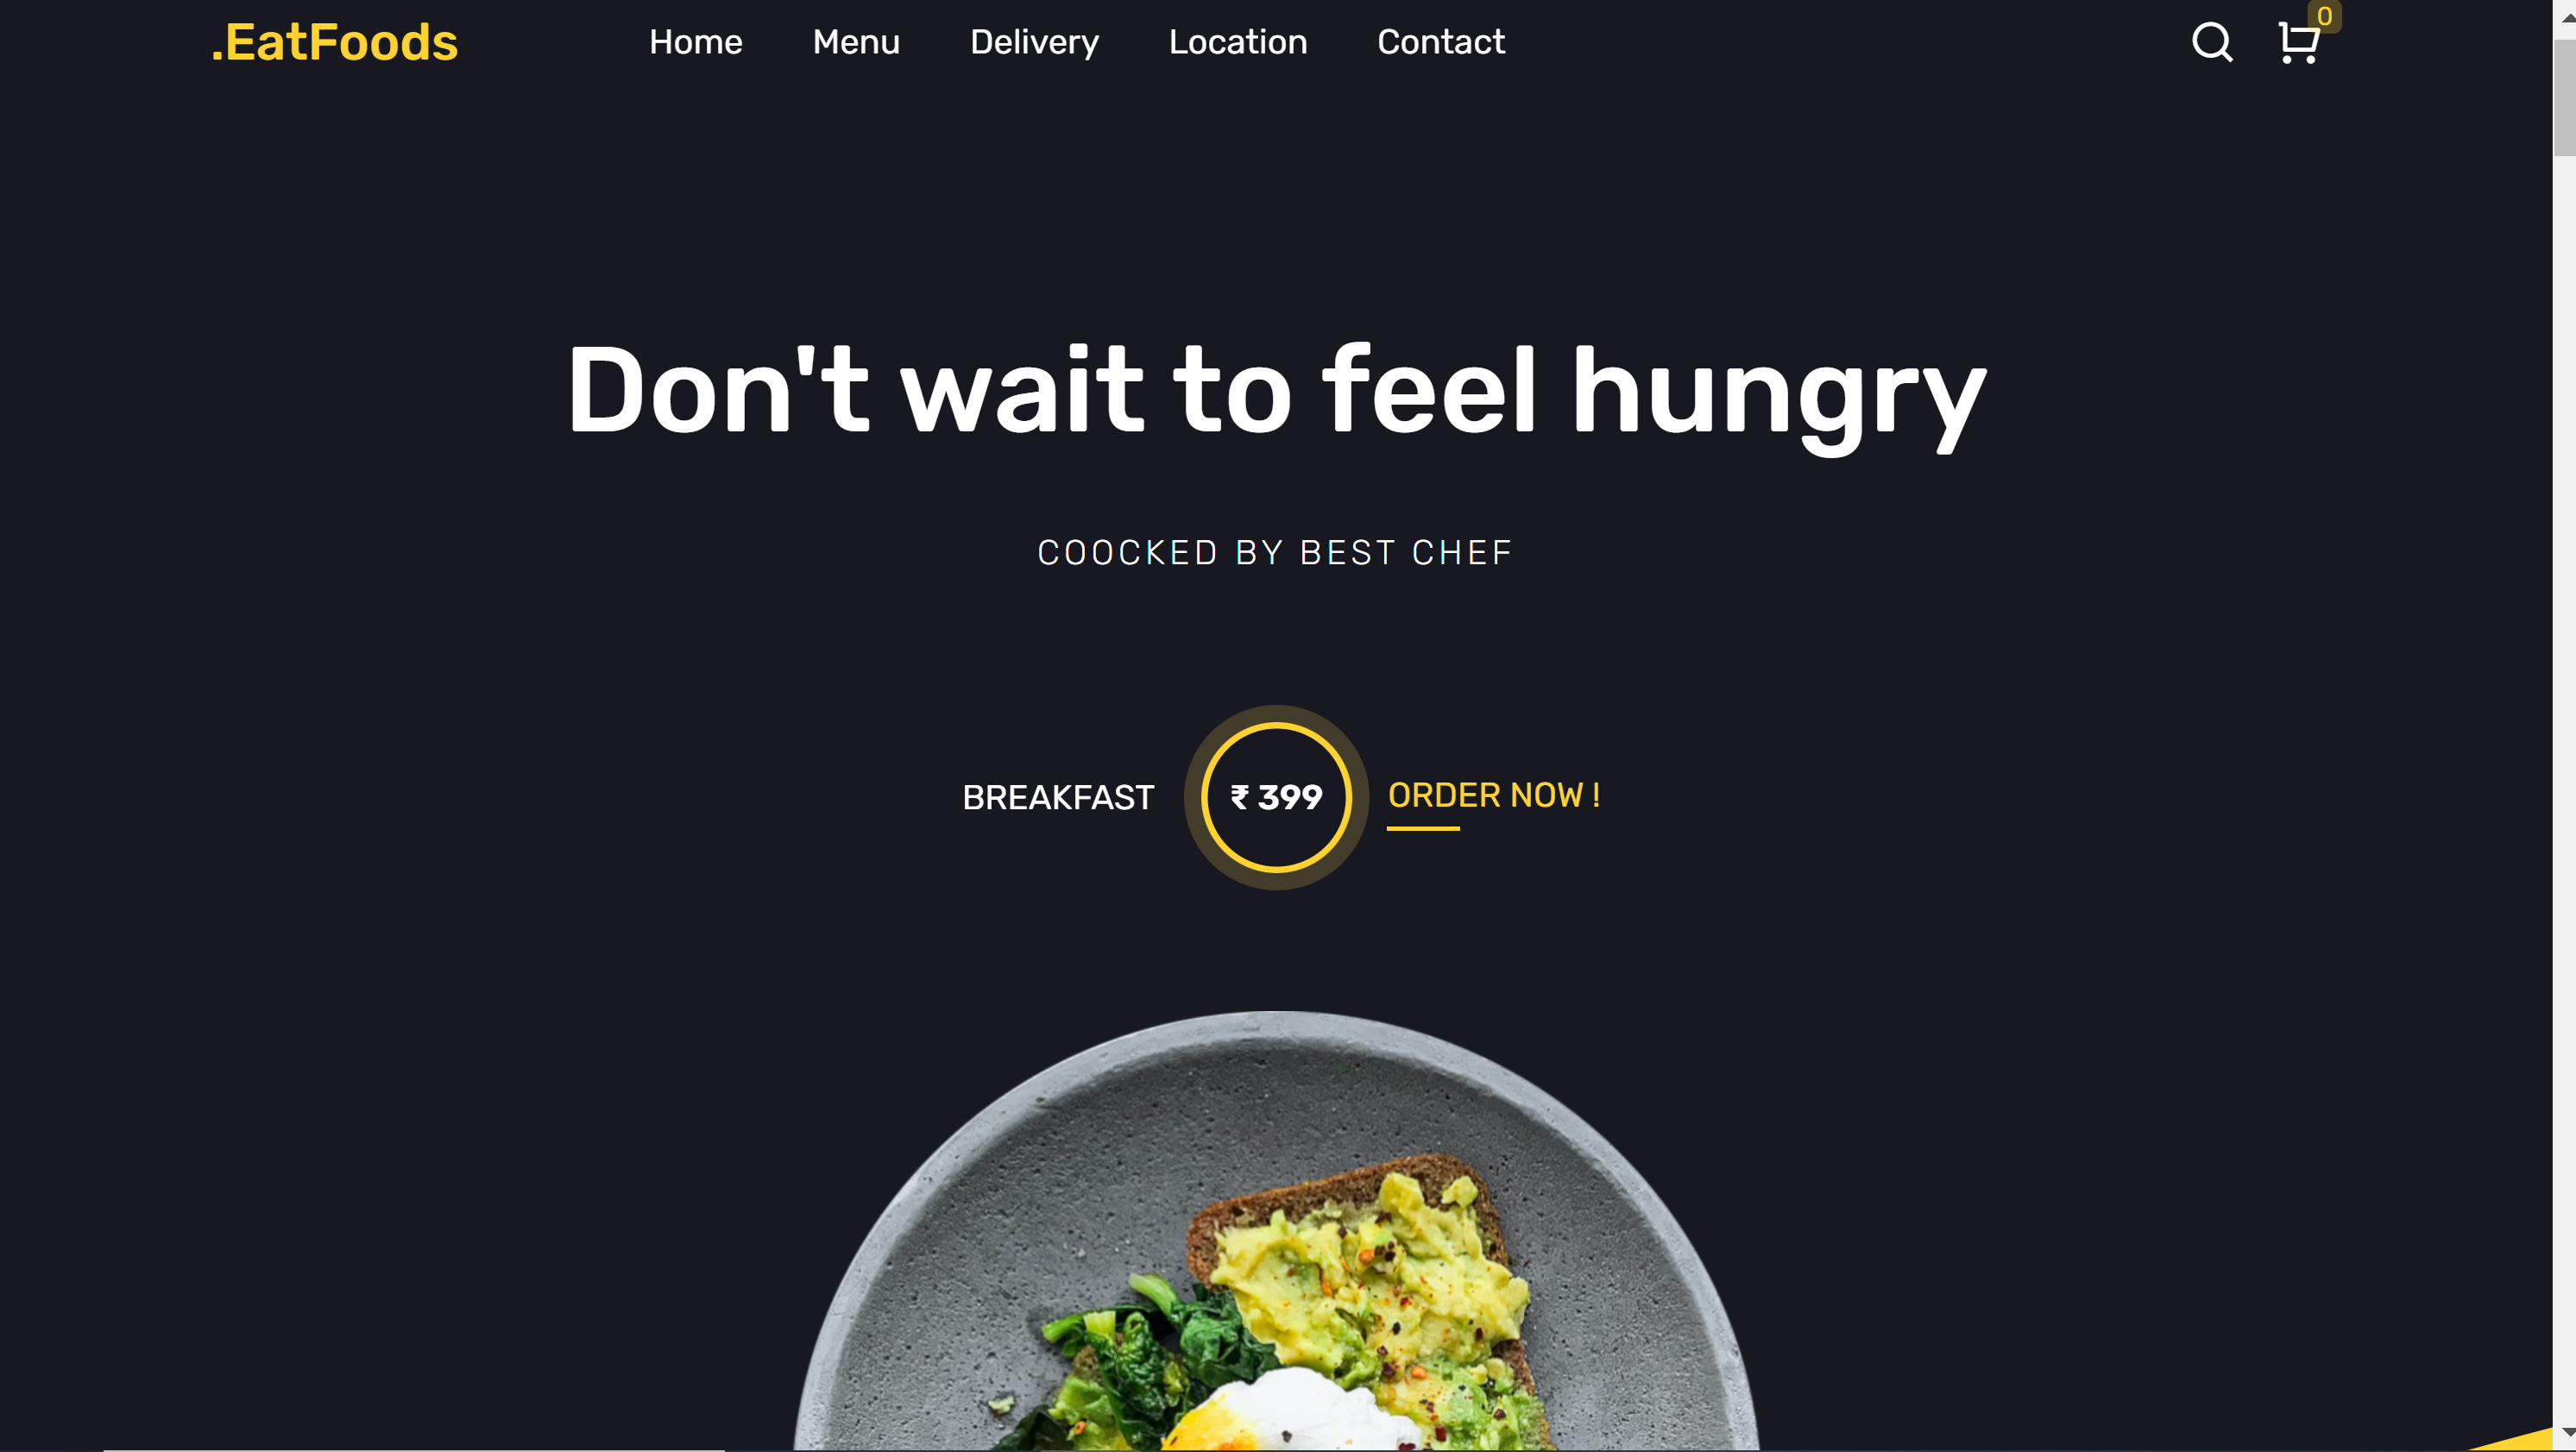 .EatFoods Home Menu Delivery Location Contact 0
Don't wait to feel hungry
COOCKED BY BEST CHEF
BREAKFAST ₹ 399 ORDER NOW !